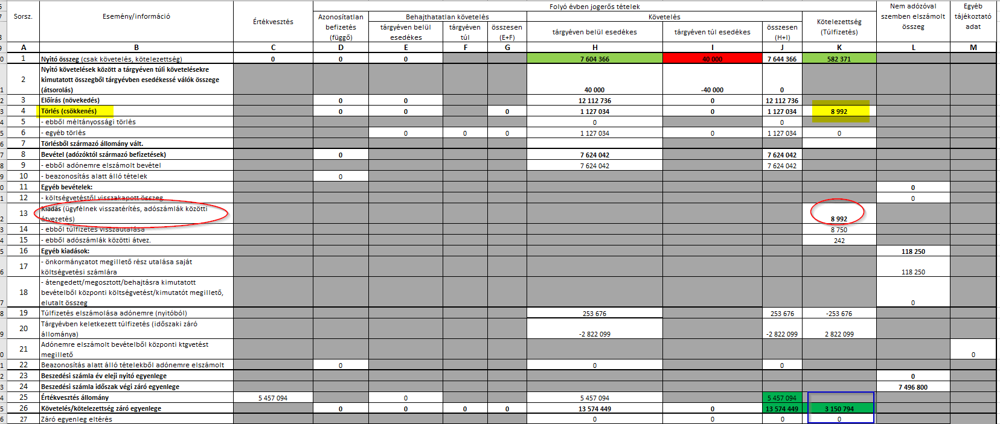 Sorsz. Esemény/információ Értékvesztés Folyó évben jogerős tételek Nem adózóval szemben elszámolt összeg Egyéb tájékoztató adat
Azonosítatlan befizetés (függő) Behajthatatlan követelés Követelés Kötelezettség (Túlfizetés)
tárgyéven belül esedékes tárgyéven túl összesen (E+F) tárgyéven belül esedékes tárgyéven túl esedékes összesen (H+I)
A B C D E F G H I J K L M
1 Nyitó összeg (csak követelés, kötelezettség) 0 0 0 7 604 366 40 000 7 644 366 582 371
2 Nyitó követelések között a tárgyéven túli követelésekre
kimutatott összegből tárgyévben esedékessé válók összege
(átsorolás) 40 000 -40 000 0
3 Előírás (növekedés) 0 0 12 112 736 0 12 112 736
4 Törlés (csökkenés) 0 0 0 1 127 034 0 1 127 034 8 992
5 - ebből méltányossági törlés 0 0
6 - egyéb törlés 0 0 0 1 127 034 0 1 127 034 0
7 Törlésből származó állomány vált.
8 Bevétel (adózóktól származó befizetések) 0 7 624 042 7 624 042
9 - ebből adónemre elszámolt bevétel 7 624 042 7 624 042
10 - beazonosítás alatt álló tételek 0
11 Egyéb bevételek: 0
12 - költségvetéstől visszakapott összeg 0
13 Kiadás (ügyfélnek visszatérítés, adószámlák közötti
átvezetés) 8 992
14 - ebből túlfizetés visszautalása 8 750
15 - ebből adószámlák közötti átvez. 242
16 Egyéb kiadások: 118 250
17 - önkormányzatot megillető rész utalása saját
költségvetési számlára 118 250
18 - átengedett/megosztott/behajtásra kimutatott
bevételből központi költségvetést/kimutatót megillető,
elutalt összeg 0
19 Túlfizetés elszámolása adónemre (nyitóból) 253 676 253 676 -253 676
20 Tárgyévben keletkezett túlfizetés (időszaki záró
állománya) -2 822 099 -2 822 099 2 822 099
21 Adónemre elszámolt bevételből központi ktgvetést
megillető 0
22 Beazonosítás alatt álló tételekből adónemre elszámolt 0 0 0
23 Beszedési számla év eleji nyitó egyenlege 0
24 Beszedési számla időszak végi záró egyenlege 7 496 800
25 Értékvesztés állomány 5 457 094 0 5 457 094 5 457 094
26 Követelés/kötelezettség záró egyenlege 0 0 0 0 13 574 449 0 13 574 449 3 150 794
27 Záró egyenleg eltérés 0 0 0 0